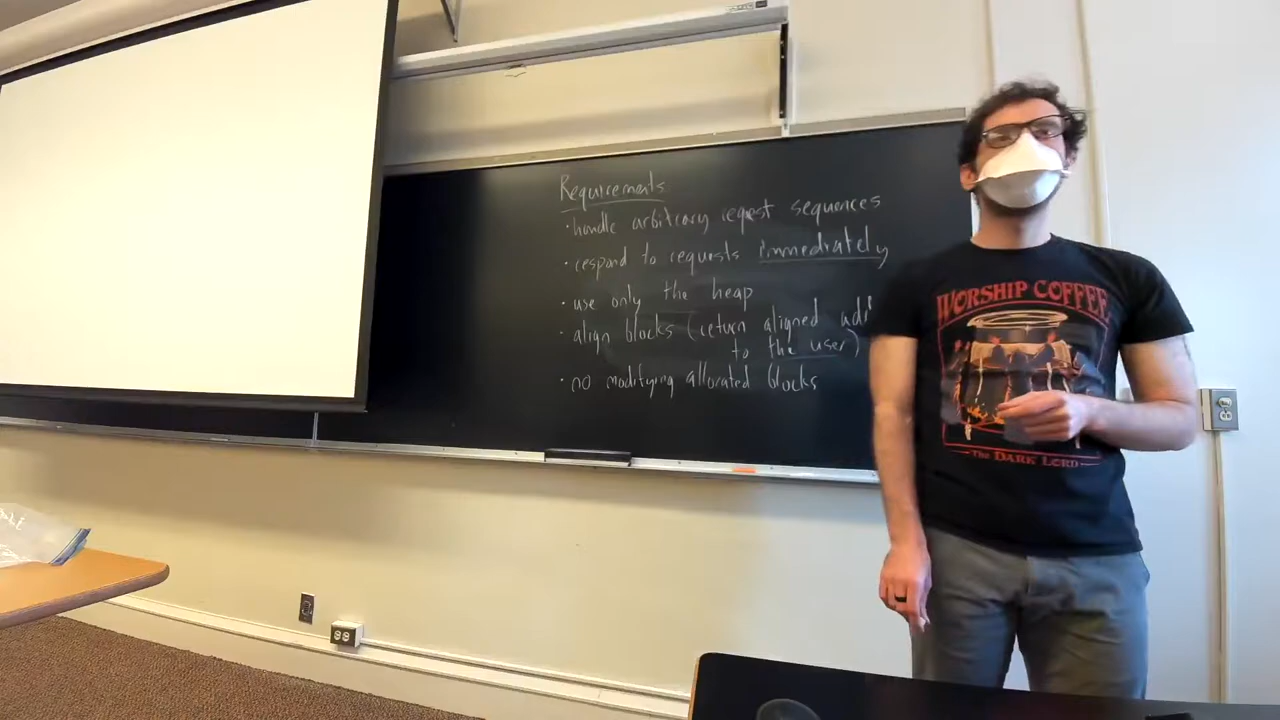 Requirements
· handle arbitrary reqest sequences
· respond to requests immediately
· use only the heap
· align blocks (return aligned
to the user)
· no modifying allocated blocks
WORSHIP COFFEE
The DARK LORD